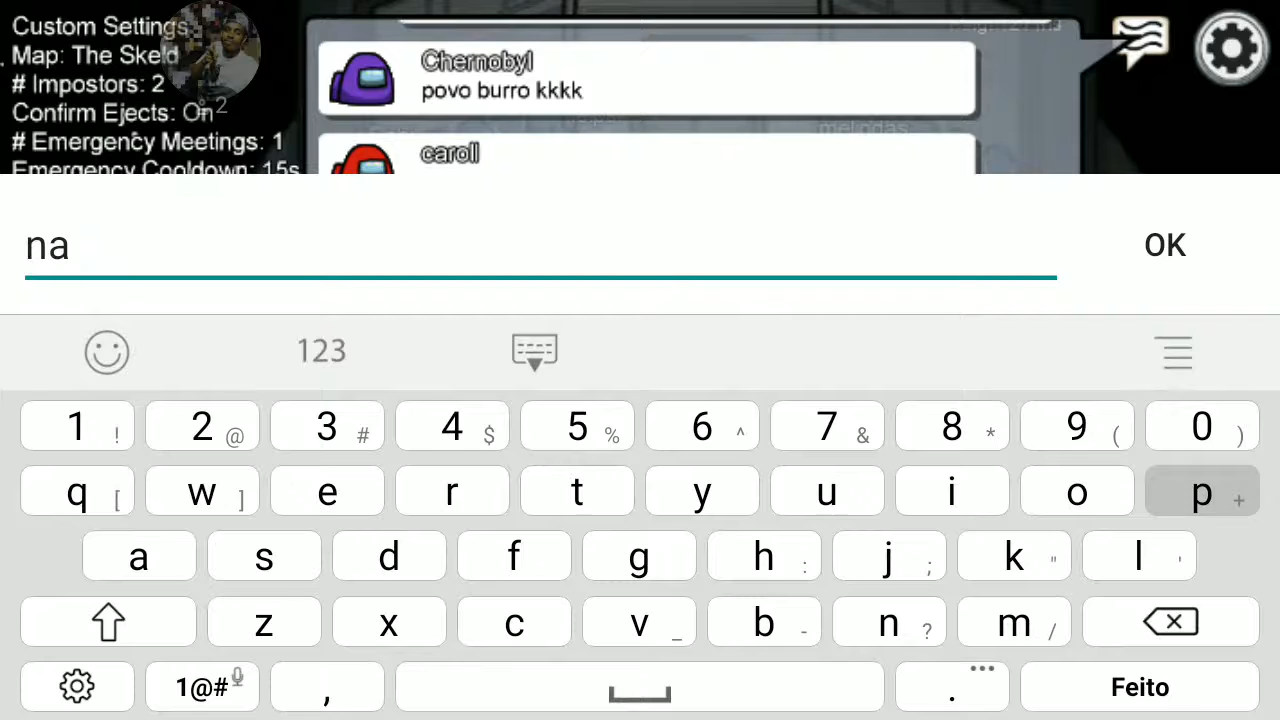 Custom Settings
Map: The Skeld
# Impostors: 2
Confirm Ejects: On
# Emergency Meetings: 1
Emergency Cooldown: 15s
Chernobyl
povo burro kkkk
melindas
caroll
na
OK
123
1 ! 2 @ 3 # 4 $ 5 % 6 ^ 7 & 8 * 9 ( 0 )
q [ w ] e r t y u i o p +
a s d f g h : j ; k " l '
z x c v _ b - n ? m /
1@# , . Feito